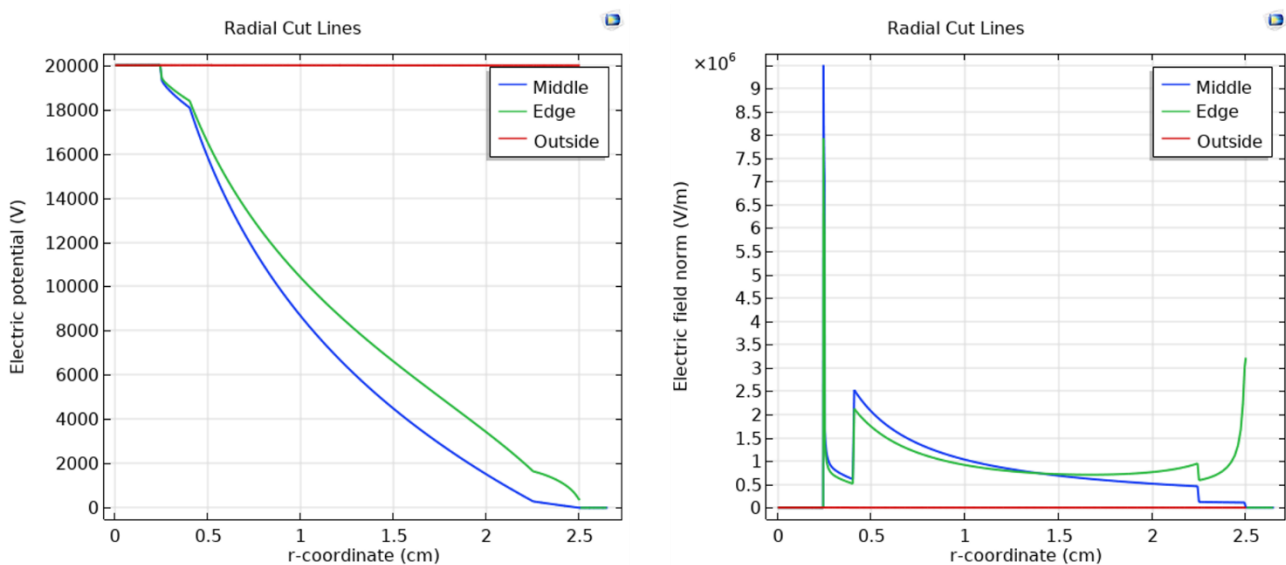 Radial Cut Lines
20000
18000
16000
14000
12000
10000
8000
6000
4000
2000
0
Electric potential (V)
Middle
Edge
Outside
0 0.5 1 1.5 2 2.5
r-coordinate (cm)
Radial Cut Lines
×10⁶
9
8.5
8
7.5
7
6.5
6
5.5
5
4.5
4
3.5
3
2.5
2
1.5
1
0.5
0
Electric field norm (V/m)
Middle
Edge
Outside
0 0.5 1 1.5 2 2.5
r-coordinate (cm)